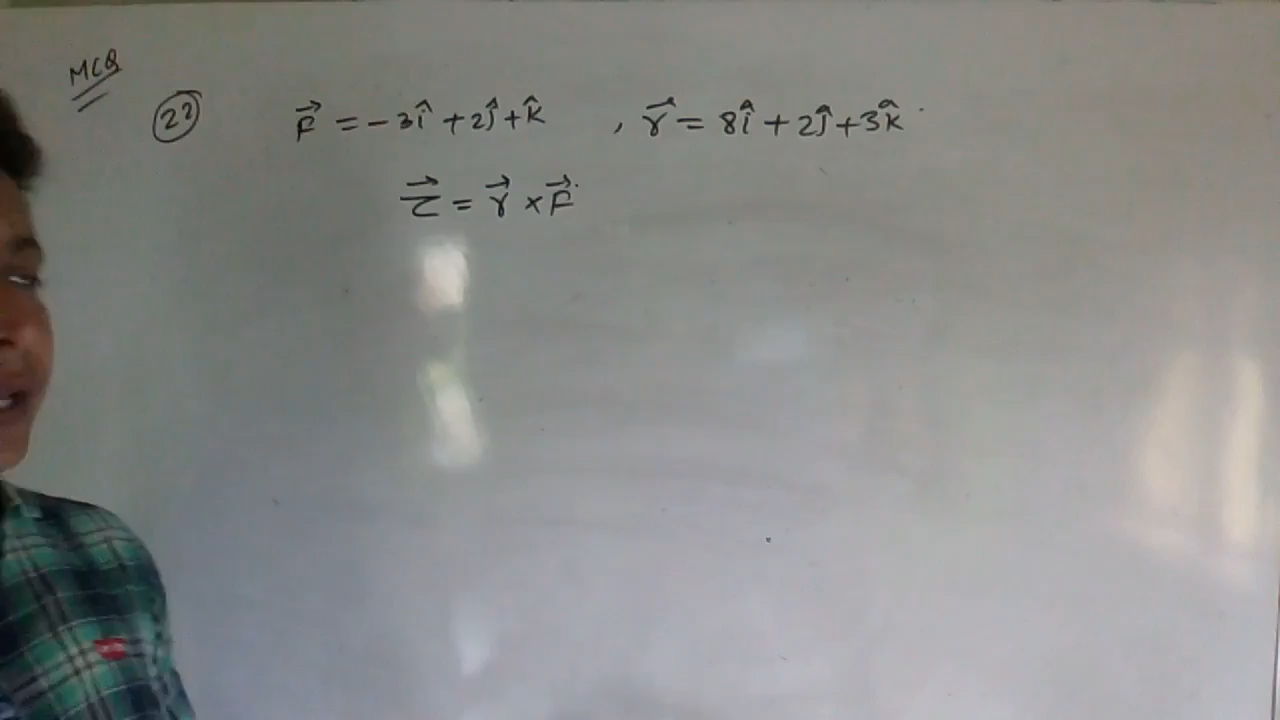 MCQ
22 F⃗ = -3î + 2ĵ + k̂ , r⃗ = 8î + 2ĵ + 3k̂ .
τ⃗ = r⃗ × F⃗